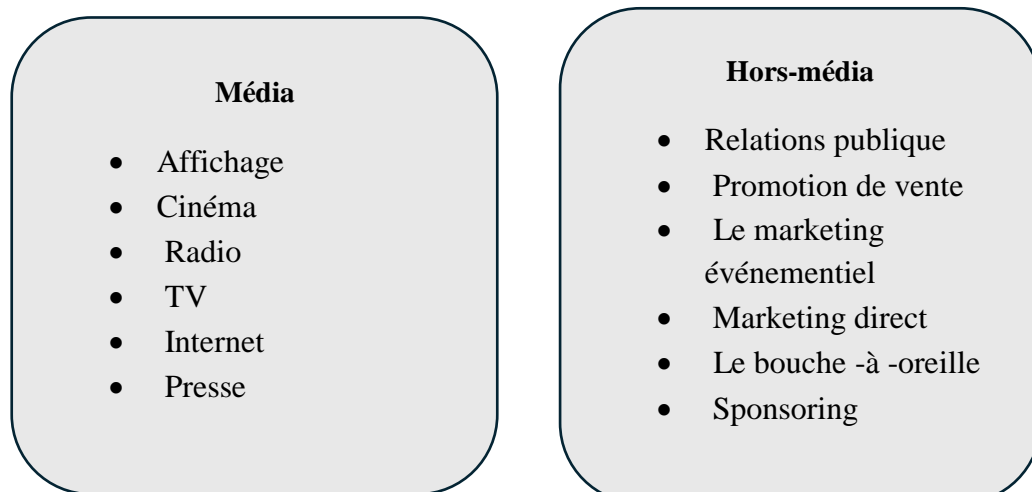 Média
• Affichage
• Cinéma
• Radio
• TV
• Internet
• Presse
Hors-média
• Relations publique
• Promotion de vente
• Le marketing
événementiel
• Marketing direct
• Le bouche -à -oreille
• Sponsoring